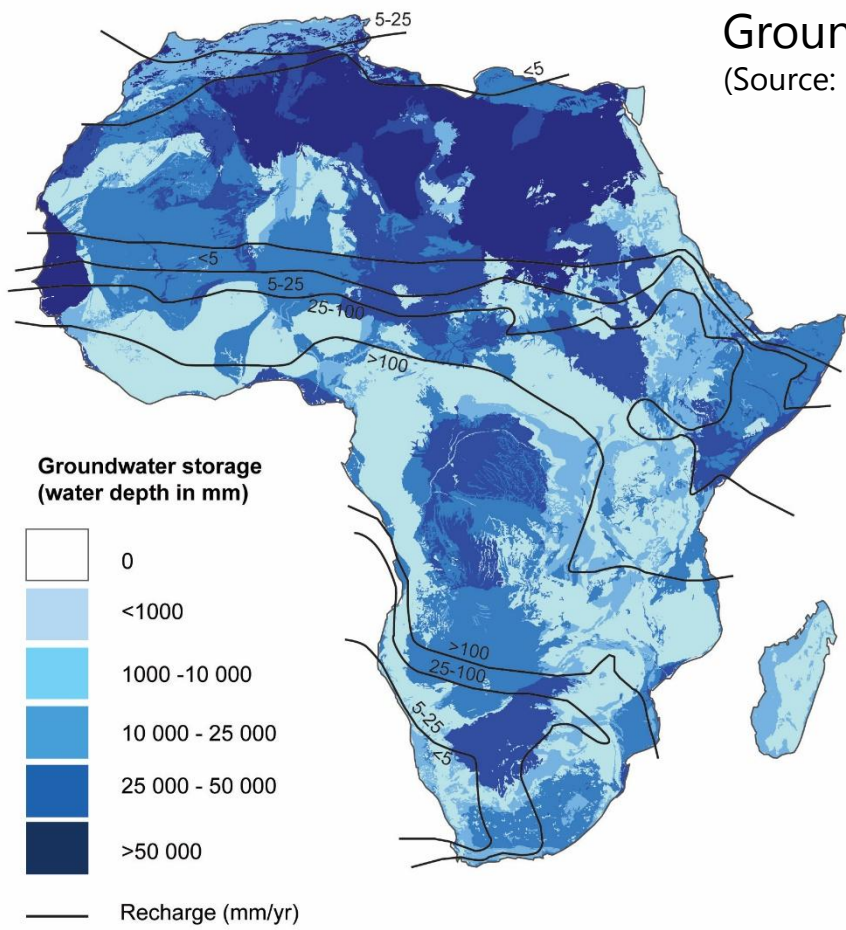 Groun
(Source:
5-25
<5
<5
5-25
25-100
>100
>100
25-100
5-25
<5
Groundwater storage
(water depth in mm)
0
<1000
1000 -10 000
10 000 - 25 000
25 000 - 50 000
>50 000
Recharge (mm/yr)